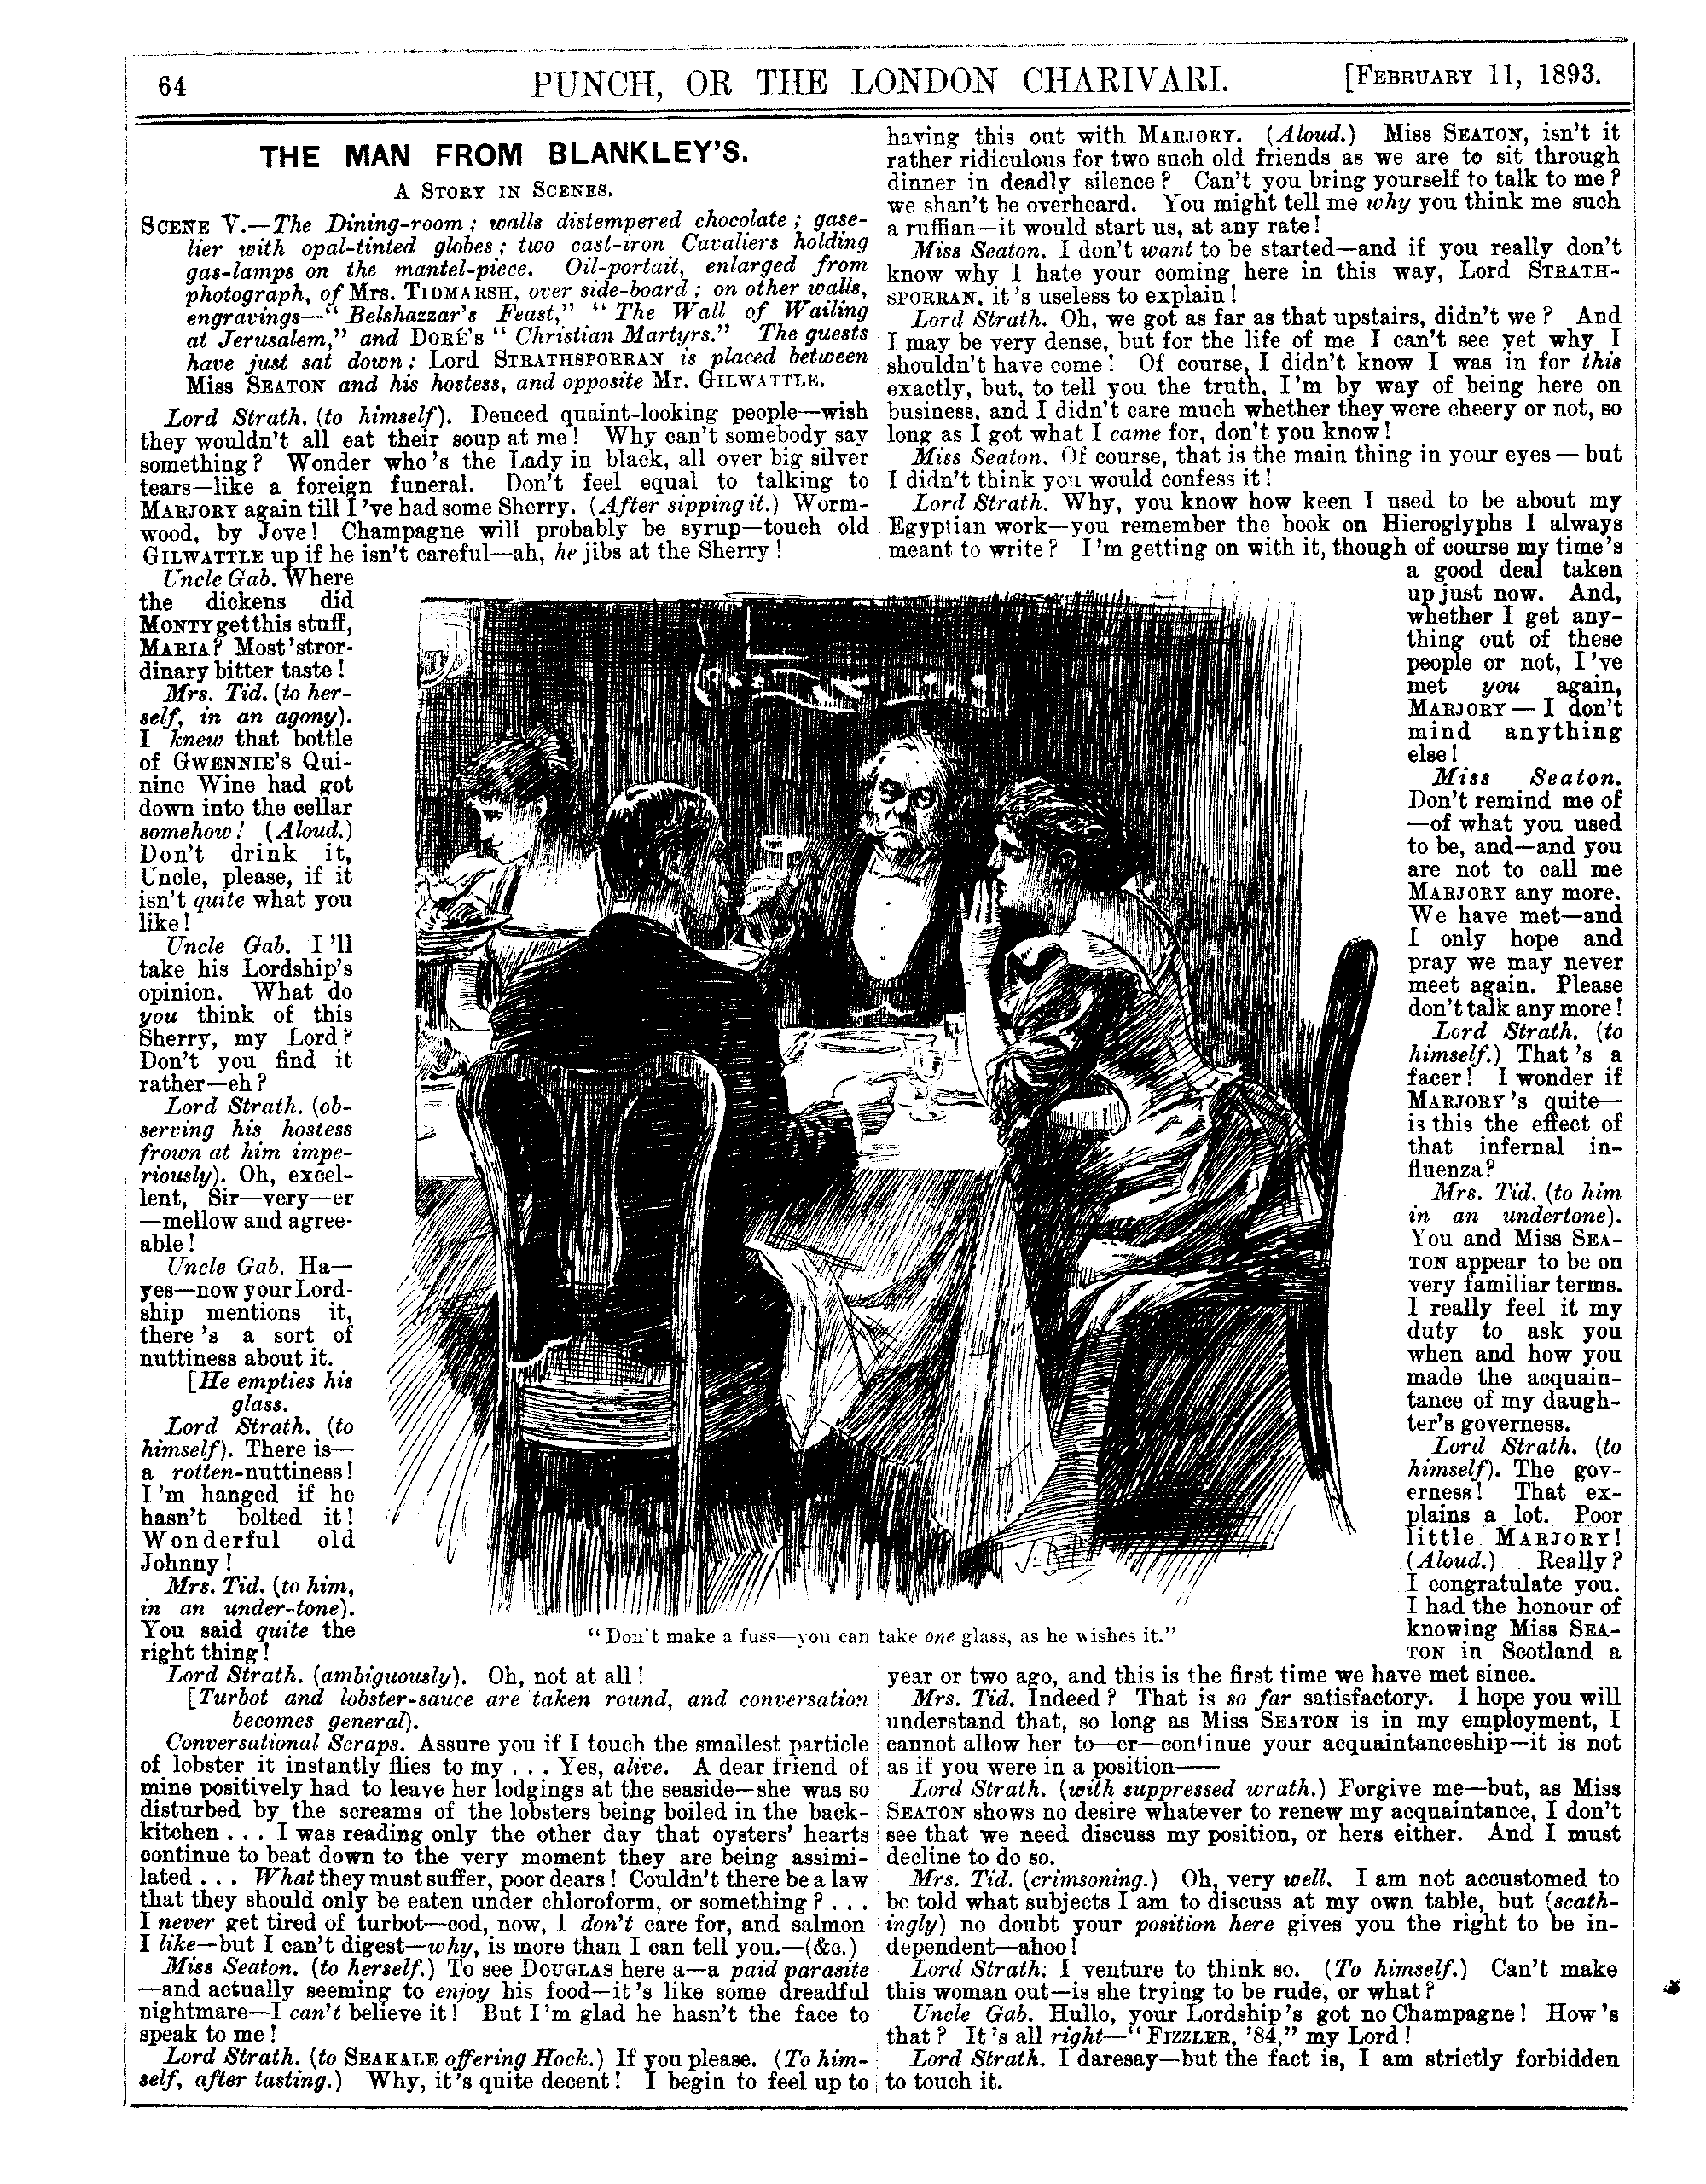 64
PUNCH, OR THE LONDON CHARIVARI.
[FEBRUARY 11, 1893.
THE MAN FROM BLANKLEY'S.
A STORY IN SCENES.
SCENE V.—The Dining-room; walls distempered chocolate; gase-
lier with opal-tinted globes; two cast-iron Cavaliers holding
gas-lamps on the mantel-piece. Oil-portait, enlarged from
photograph, of Mrs. TIDMARSH, over side-board; on other walls,
engravings—"Belshazzar's Feast," "The Wall of Wailing
at Jerusalem," and DORÉ'S "Christian Martyrs." The guests
have just sat down; Lord STRATHSPORRAN is placed between
Miss SEATON and his hostess, and opposite Mr. GILWATTLE.
Lord Strath. (to himself). Deuced quaint-looking people—wish
they wouldn't all eat their soup at me! Why can't somebody say
something? Wonder who's the Lady in black, all over big silver
tears—like a foreign funeral. Don't feel equal to talking to
MARJORY again till I've had some Sherry. (After sipping it.) Worm-
wood, by Jove! Champagne will probably be syrup—touch old
GILWATTLE up if he isn't careful—ah, he jibs at the Sherry!
Uncle Gab. Where
the dickens did
MONTY get this stuff,
MARIA? Most 'stror-
dinary bitter taste!
Mrs. Tid. (to her-
self, in an agony).
I knew that bottle
of GWENNIE'S Qui-
nine Wine had got
down into the cellar
somehow! (Aloud.)
Don't drink it,
Uncle, please, if it
isn't quite what you
like!
Uncle Gab. I'll
take his Lordship's
opinion. What do
you think of this
Sherry, my Lord?
Don't you find it
rather—eh?
Lord Strath. (ob-
serving his hostess
frown at him impe-
riously). Oh, excel-
lent, Sir—very—er
—mellow and agree-
able!
Uncle Gab. Ha—
yes—now your Lord-
ship mentions it,
there's a sort of
nuttiness about it.
[He empties his
glass.
Lord Strath. (to
himself). There is—
a rotten-nuttiness!
I'm hanged if he
hasn't bolted it!
Wonderful old
Johnny!
Mrs. Tid. (to him,
in an under-tone).
You said quite the
right thing!
Lord Strath. (ambiguously). Oh, not at all!
[Turbot and lobster-sauce are taken round, and conversation
becomes general).
Conversational Scraps. Assure you if I touch the smallest particle
of lobster it instantly flies to my . . . Yes, alive. A dear friend of
mine positively had to leave her lodgings at the seaside—she was so
disturbed by the screams of the lobsters being boiled in the back-
kitchen . . . I was reading only the other day that oysters' hearts
continue to beat down to the very moment they are being assimi-
lated . . . What they must suffer, poor dears! Couldn't there be a law
that they should only be eaten under chloroform, or something? . . .
I never get tired of turbot—cod, now, I don't care for, and salmon
I like—but I can't digest—why, is more than I can tell you.—(&c.)
Miss Seaton. (to herself.) To see DOUGLAS here a—a paid parasite
—and actually seeming to enjoy his food—it's like some dreadful
nightmare—I can't believe it! But I'm glad he hasn't the face to
speak to me!
Lord Strath. (to SEAKALE offering Hock.) If you please. (To him-
self, after tasting.) Why, it's quite decent! I begin to feel up to
having this out with MARJORY. (Aloud.) Miss SEATON, isn't it
rather ridiculous for two such old friends as we are to sit through
dinner in deadly silence? Can't you bring yourself to talk to me?
we shan't be overheard. You might tell me why you think me such
a ruffian—it would start us, at any rate!
Miss Seaton. I don't want to be started—and if you really don't
know why I hate your coming here in this way, Lord STRATH-
SPORRAN, it's useless to explain!
Lord Strath. Oh, we got as far as that upstairs, didn't we? And
I may be very dense, but for the life of me I can't see yet why I
shouldn't have come! Of course, I didn't know I was in for this
exactly, but, to tell you the truth, I'm by way of being here on
business, and I didn't care much whether they were cheery or not, so
long as I got what I came for, don't you know!
Miss Seaton. Of course, that is the main thing in your eyes—but
I didn't think you would confess it!
Lord Strath. Why, you know how keen I used to be about my
Egyptian work—you remember the book on Hieroglyphs I always
meant to write? I'm getting on with it, though of course my time's
a good deal taken
up just now. And,
whether I get any-
thing out of these
people or not, I've
met you again,
MARJORY—I don't
mind anything
else!
Miss Seaton.
Don't remind me of
—of what you used
to be, and—and you
are not to call me
MARJORY any more.
We have met—and
I only hope and
pray we may never
meet again. Please
don't talk any more!
Lord Strath. (to
himself.) That's a
facer! I wonder if
MARJORY's quite—
is this the effect of
that infernal in-
fluenza?
Mrs. Tid. (to him
in an undertone).
You and Miss SEA-
TON appear to be on
very familiar terms.
I really feel it my
duty to ask you
when and how you
made the acquain-
tance of my daugh-
ter's governess.
Lord Strath. (to
himself). The gov-
erness! That ex-
plains a lot. Poor
little MARJORY!
(Aloud.) Really?
I congratulate you.
I had the honour of
knowing Miss SEA-
TON in Scotland a
year or two ago, and this is the first time we have met since.
Mrs. Tid. Indeed? That is so far satisfactory. I hope you will
understand that, so long as Miss SEATON is in my employment, I
cannot allow her to—er—continue your acquaintanceship—it is not
as if you were in a position——
Lord Strath. (with suppressed wrath.) Forgive me—but, as Miss
SEATON shows no desire whatever to renew my acquaintance, I don't
see that we need discuss my position, or hers either. And I must
decline to do so.
Mrs. Tid. (crimsoning.) Oh, very well. I am not accustomed to
be told what subjects I am to discuss at my own table, but (scath-
ingly) no doubt your position here gives you the right to be in-
dependent—ahoo!
Lord Strath. I venture to think so. (To himself.) Can't make
this woman out—is she trying to be rude, or what?
Uncle Gab. Hullo, your Lordship's got no Champagne! How's
that? It's all right—"FIZZLER, '84," my Lord!
Lord Strath. I daresay—but the fact is, I am strictly forbidden
to touch it.
"Don't make a fuss—you can take one glass, as he wishes it."